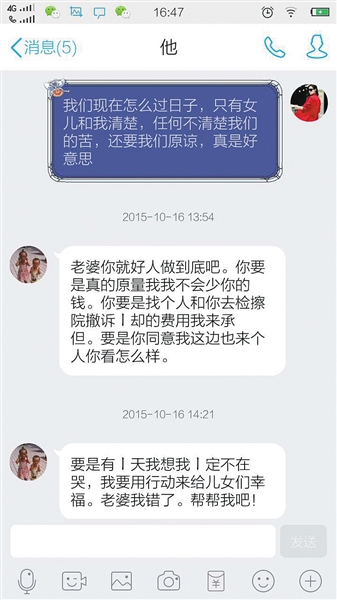 4G
16:47
消息(5)
他
我们现在怎么过日子，只有女
儿和我清楚，任何不清楚我们
的苦，还要我们原谅，真是好
意思
2015-10-16 13:54
老婆你就好人做到底吧。你要
是真的原量我我不会少你的
钱。你要是找个人和你去检擦
院撤诉丨却的费用我来承
但。要是你同意我这边也来个
人你看怎么样。
2015-10-16 14:21
要是有丨天我想我丨定不在
哭，我要用行动来给儿女们幸
福。老婆我错了。帮帮我吧！
发送